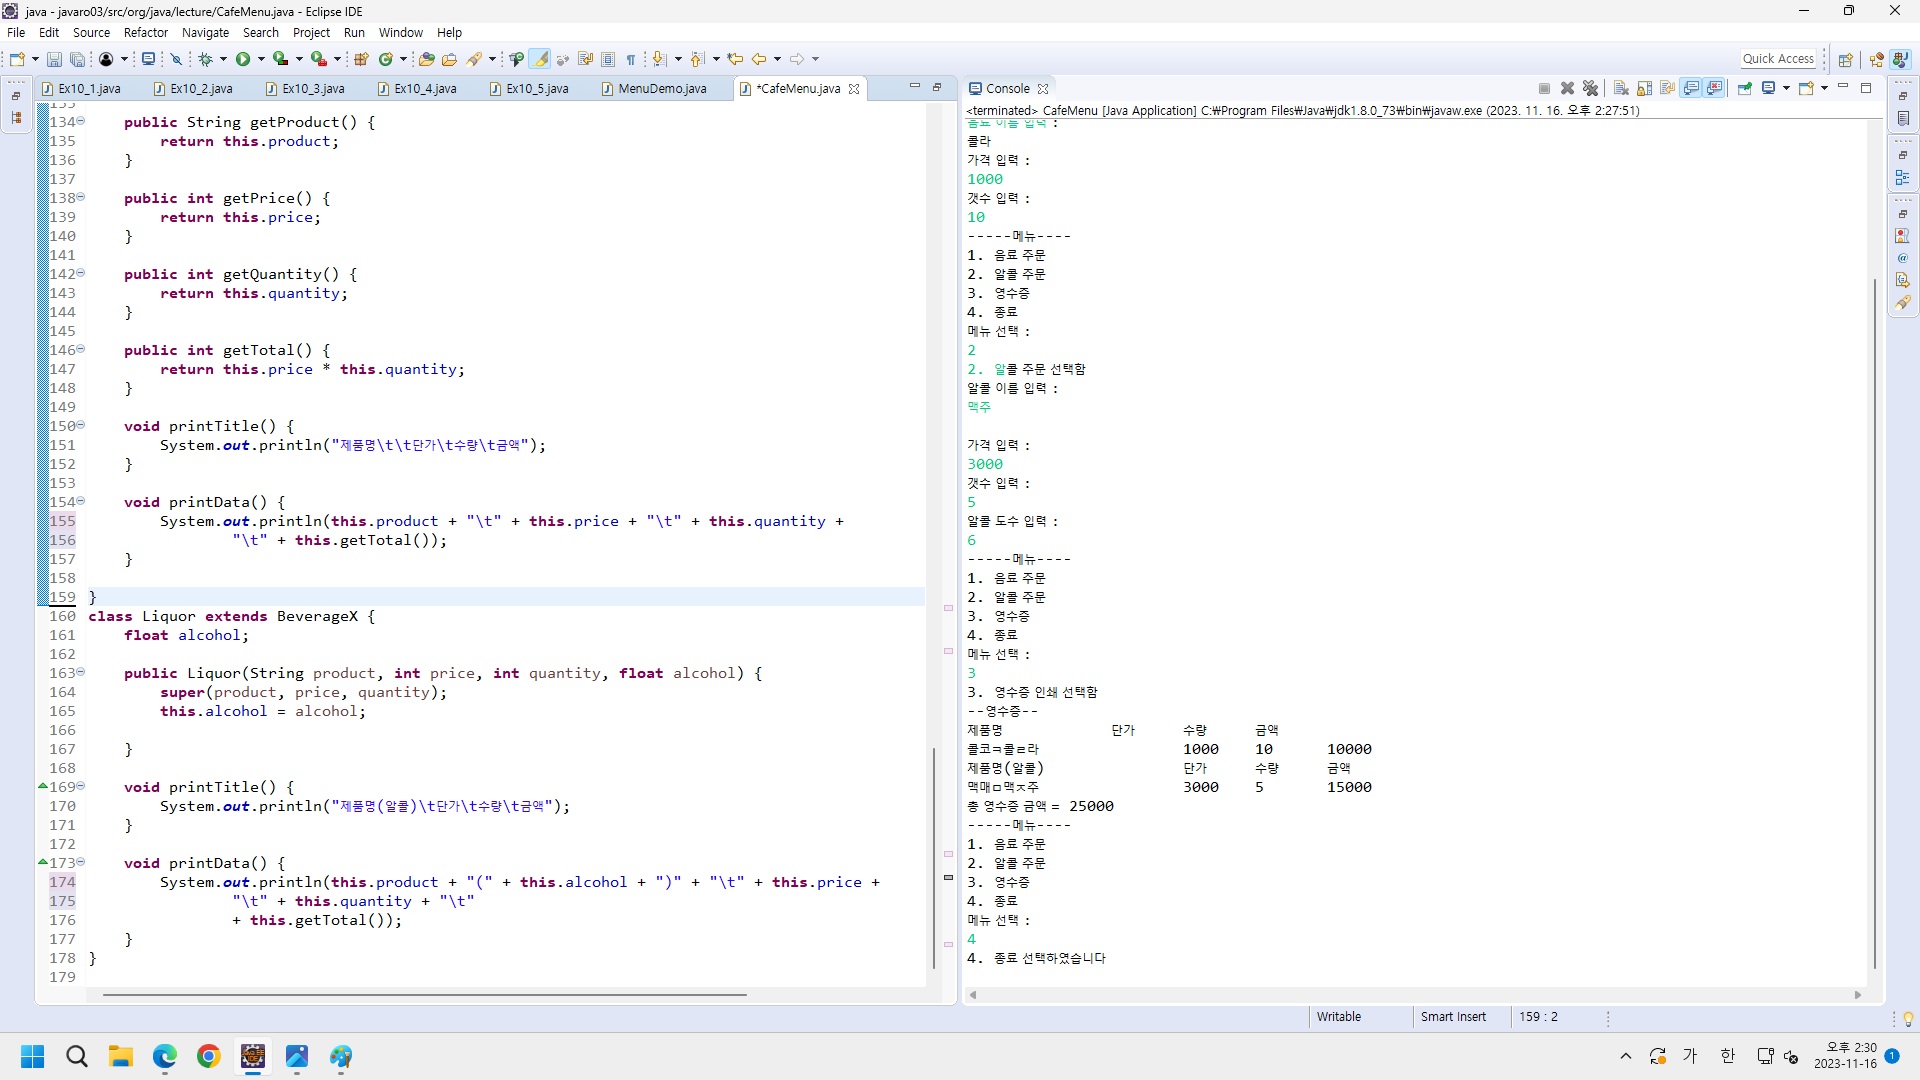 java - javaro03/src/org/java/lecture/CafeMenu.java - Eclipse IDE
File Edit Source Refactor Navigate Search Project Run Window Help
Quick Access
Ex10_1.java Ex10_2.java Ex10_3.java Ex10_4.java Ex10_5.java MenuDemo.java *CafeMenu.java
134 public String getProduct() {
135 return this.product;
136 }
137
138 public int getPrice() {
139 return this.price;
140 }
141
142 public int getQuantity() {
143 return this.quantity;
144 }
145
146 public int getTotal() {
147 return this.price * this.quantity;
148 }
149
150 void printTitle() {
151 System.out.println("제품명\t\t단가\t수량\t금액");
152 }
153
154 void printData() {
155 System.out.println(this.product + "\t" + this.price + "\t" + this.quantity +
156 "\t" + this.getTotal());
157 }
158
159 }
160 class Liquor extends BeverageX {
161 float alcohol;
162
163 public Liquor(String product, int price, int quantity, float alcohol) {
164 super(product, price, quantity);
165 this.alcohol = alcohol;
166
167 }
168
169 void printTitle() {
170 System.out.println("제품명(알콜)\t단가\t수량\t금액");
171 }
172
173 void printData() {
174 System.out.println(this.product + "(" + this.alcohol + ")" + "\t" + this.price +
175 "\t" + this.quantity + "\t"
176 + this.getTotal());
177 }
178 }
179
Console
<terminated> CafeMenu [Java Application] C:₩Program Files₩Java₩jdk1.8.0_73₩bin₩javaw.exe (2023. 11. 16. 오후 2:27:51)
음료 이름 입력 :
콜라
가격 입력 :
1000
갯수 입력 :
10
-----메뉴----
1. 음료 주문
2. 알콜 주문
3. 영수증
4. 종료
메뉴 선택 :
2
2. 알콜 주문 선택함
알콜 이름 입력 :
맥주
가격 입력 :
3000
갯수 입력 :
5
알콜 도수 입력 :
6
-----메뉴----
1. 음료 주문
2. 알콜 주문
3. 영수증
4. 종료
메뉴 선택 :
3
3. 영수증 인쇄 선택함
--영수증--
제품명 단가 수량 금액
콜코ㅋ콜ㄹ라 1000 10 10000
제품명(알콜) 단가 수량 금액
맥매ㅁ맥ㅈ주 3000 5 15000
총 영수증 금액 = 25000
-----메뉴----
1. 음료 주문
2. 알콜 주문
3. 영수증
4. 종료
메뉴 선택 :
4
4. 종료 선택하였습니다
Writable Smart Insert 159 : 2
가 한 오후 2:30
2023-11-16 1